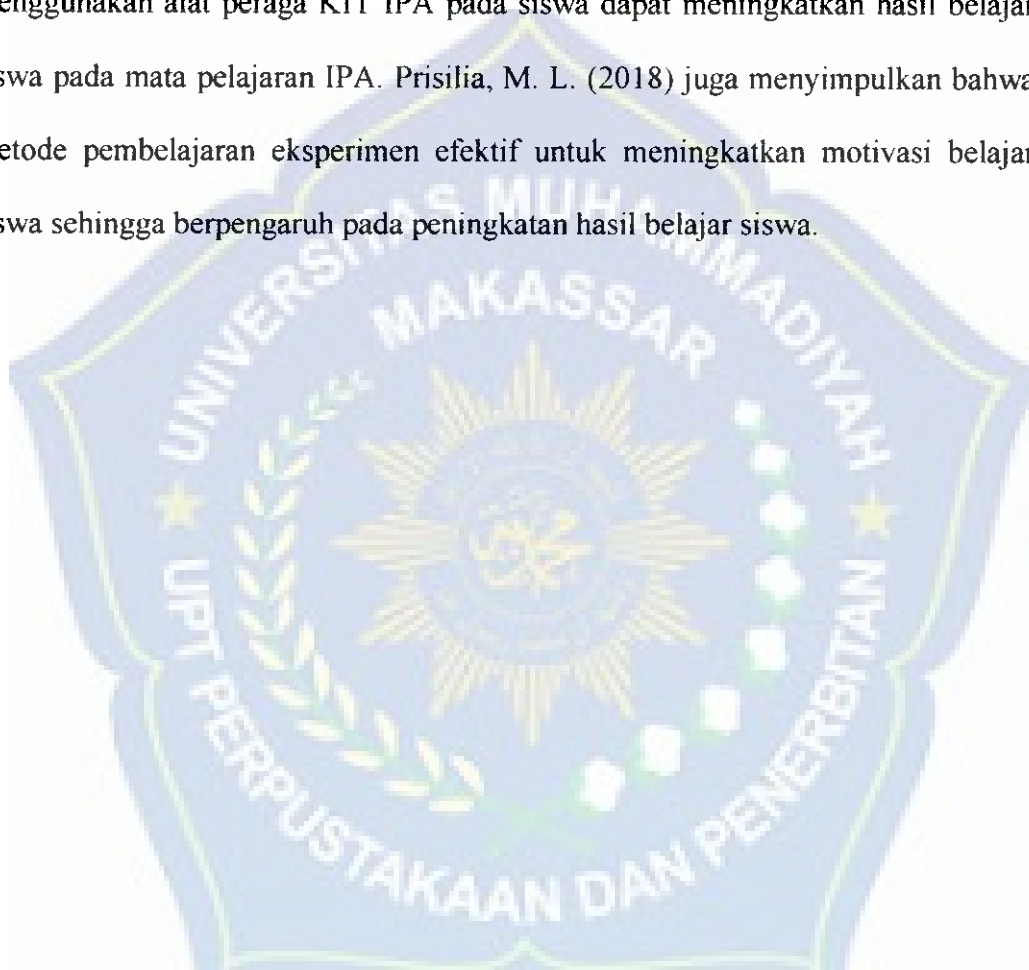 enggunakan alat peraga KIT IPA pada siswa dapat meningkatkan hasil belajar
swa pada mata pelajaran IPA. Prisilia, M. L. (2018) juga menyimpulkan bahwa
etode pembelajaran eksperimen efektif untuk meningkatkan motivasi belajar
swa sehingga berpengaruh pada peningkatan hasil belajar siswa.
UNIVERSITAS MUHAMMADIYAH
MAKASSAR
UPT PERPUSTAKAAN DAN PENERBITAN